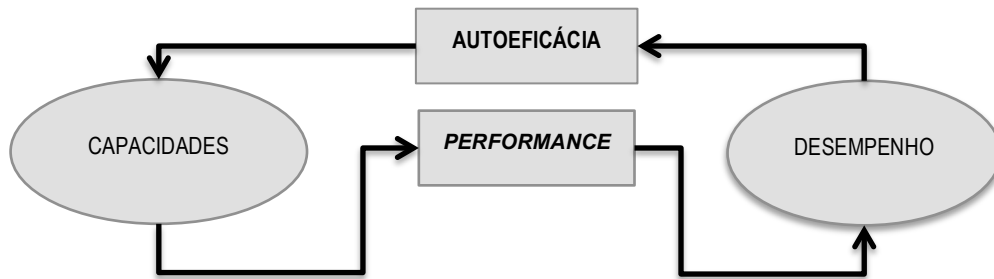 AUTOEFICÁCIA
CAPACIDADES
PERFORMANCE
DESEMPENHO